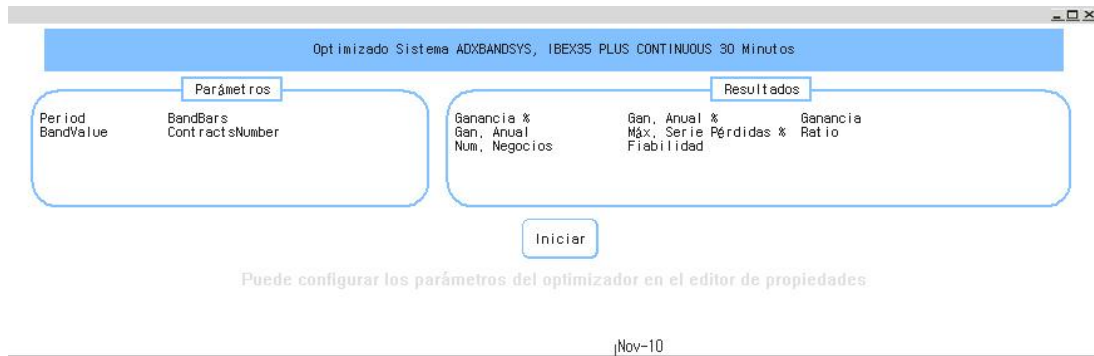 Optimizado Sistema ADXBANDSYS, IBEX35 PLUS CONTINUOUS 30 Minutos
Parámetros
Period BandBars
BandValue ContractsNumber
Resultados
Ganancia % Gan, Anual % Ganancia
Gan, Anual Máx, Serie Pérdidas % Ratio
Num, Negocios Fiabilidad
Iniciar
Puede configurar los parámetros del optimizador en el editor de propiedades
Nov-10